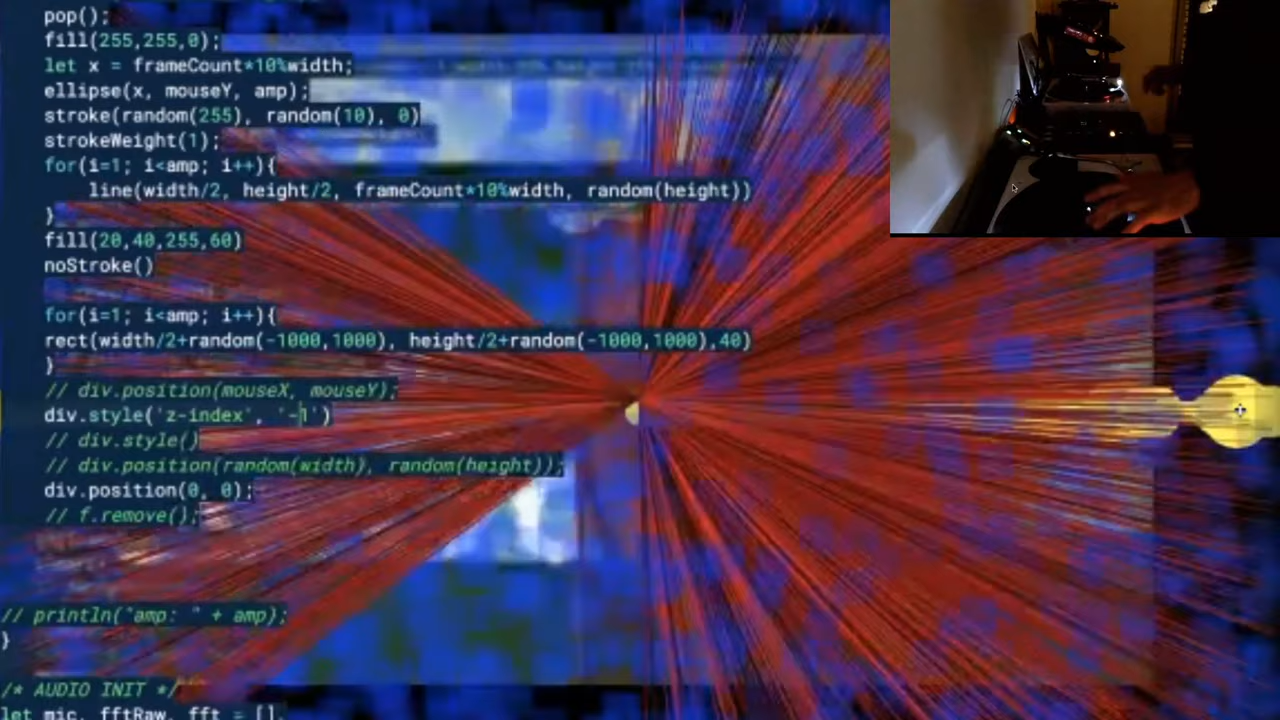 pop();
fill(255,255,0);
let x = frameCount*10%width;
ellipse(x, mouseY, amp);
stroke(random(255), random(10), 0)
strokeWeight(1);
for(i=1; i<amp; i++){
line(width/2, height/2, frameCount*10%width, random(height))
}
fill(20,40,255,60)
noStroke()
for(i=1; i<amp; i++){
rect(width/2+random(-1000,1000), height/2+random(-1000,1000),40)
}
// div.position(mouseX, mouseY);
div.style('z-index', '-1')
// div.style()
// div.position(random(width), random(height));
div.position(0, 0);
// f.remove();
// println("amp: " + amp);
}
/* AUDIO INIT */
let mic, fftRaw, fft = [],